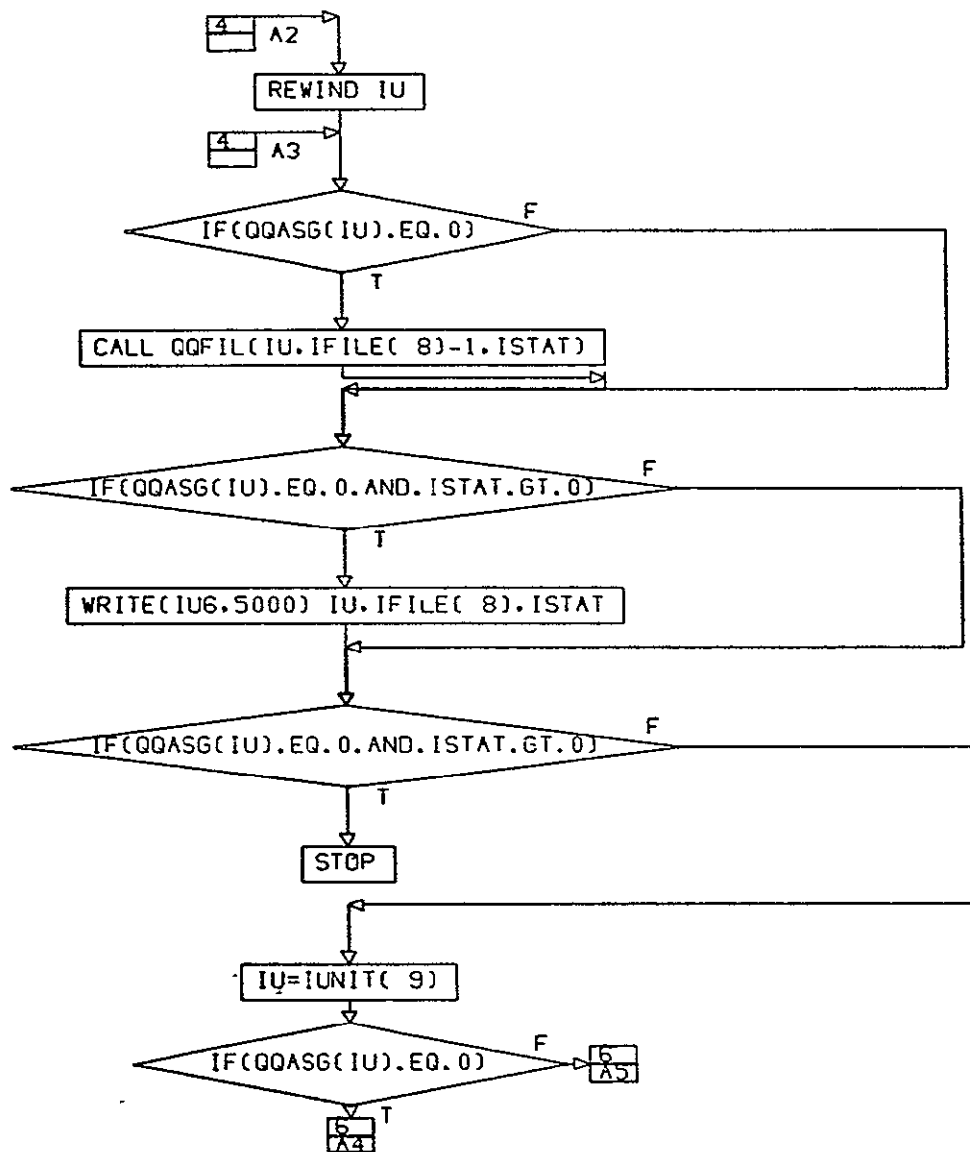 4 A2
REWIND IU
4 A3
IF(QQASG(IU).EQ.0) F
T
CALL QQFIL(IU.IFILE( 8)-1.ISTAT)
IF(QQASG(IU).EQ.0.AND.ISTAT.GT.0) F
T
WRITE(IU6.5000) IU.IFILE( 8).ISTAT
IF(QQASG(IU).EQ.0.AND.ISTAT.GT.0) F
T
STOP
IU=IUNIT( 9)
IF(QQASG(IU).EQ.0) F
6
A5
T
6
A4